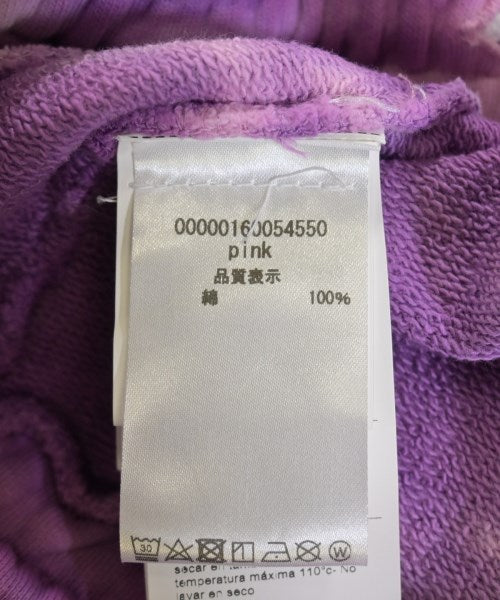 00000160054550
pink
品質表示
綿 100%
30
W
secar en
temperatura máxima 110°c- No
lavar en seco